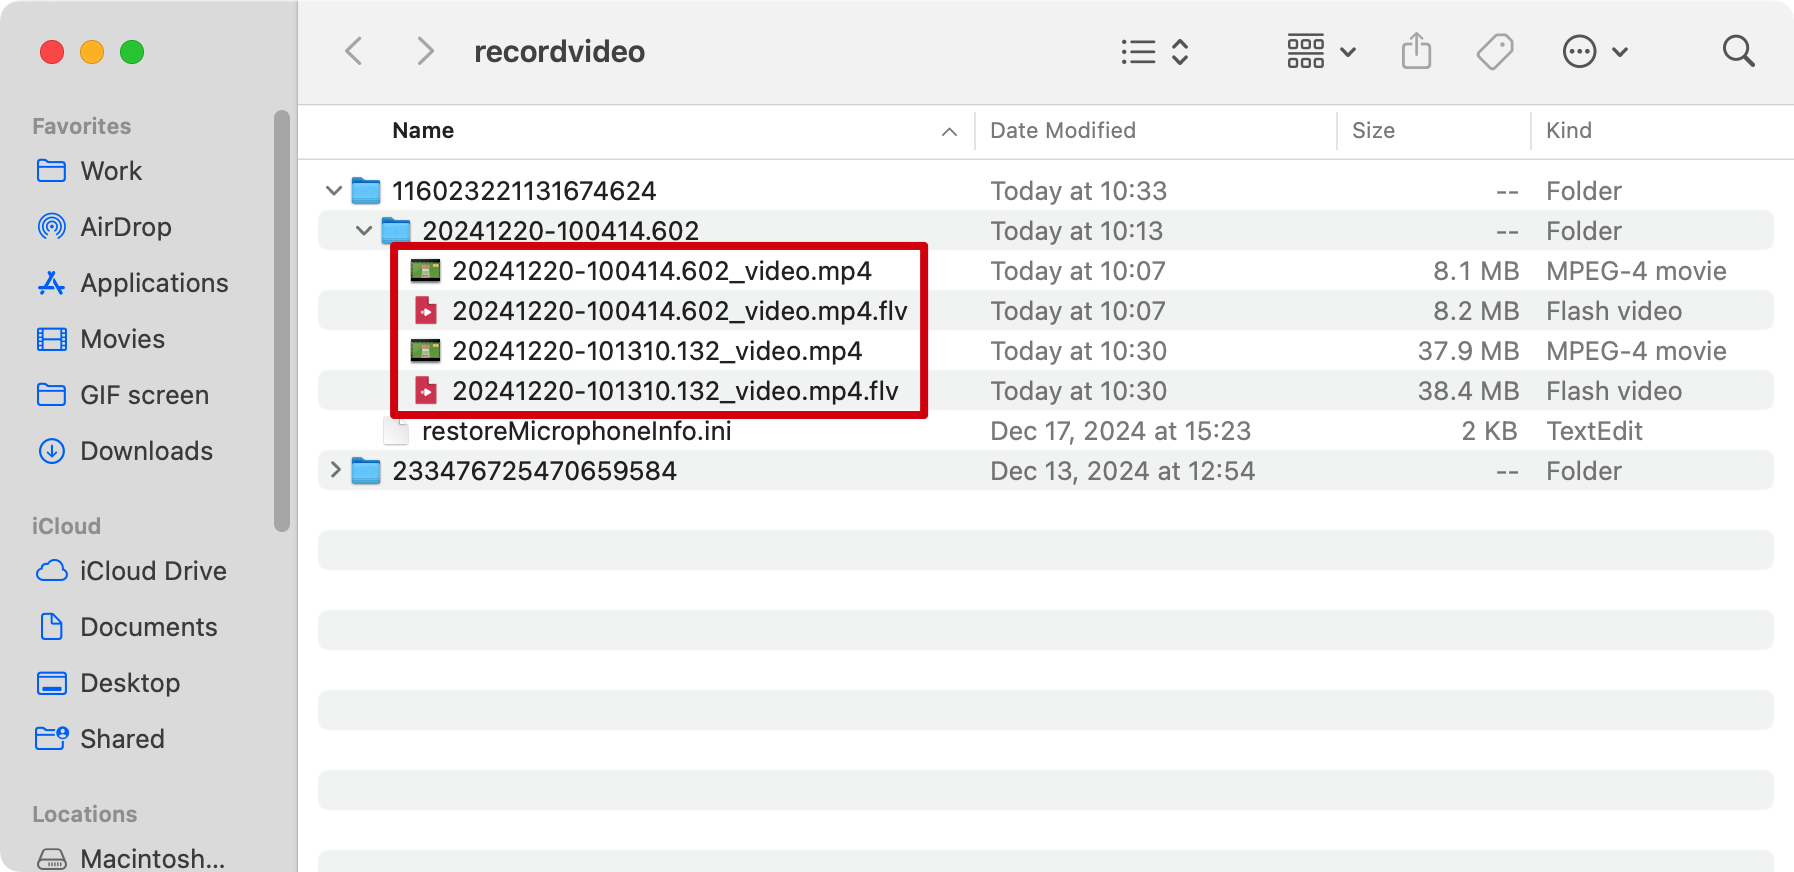 recordvideo
Favorites
Work
AirDrop
Applications
Movies
GIF screen
Downloads
iCloud
iCloud Drive
Documents
Desktop
Shared
Locations
Macintosh...
Name Date Modified Size Kind
116023221131674624 Today at 10:33 -- Folder
20241220-100414.602 Today at 10:13 -- Folder
20241220-100414.602_video.mp4 Today at 10:07 8.1 MB MPEG-4 movie
20241220-100414.602_video.mp4.flv Today at 10:07 8.2 MB Flash video
20241220-101310.132_video.mp4 Today at 10:30 37.9 MB MPEG-4 movie
20241220-101310.132_video.mp4.flv Today at 10:30 38.4 MB Flash video
restoreMicrophoneInfo.ini Dec 17, 2024 at 15:23 2 KB TextEdit
233476725470659584 Dec 13, 2024 at 12:54 -- Folder